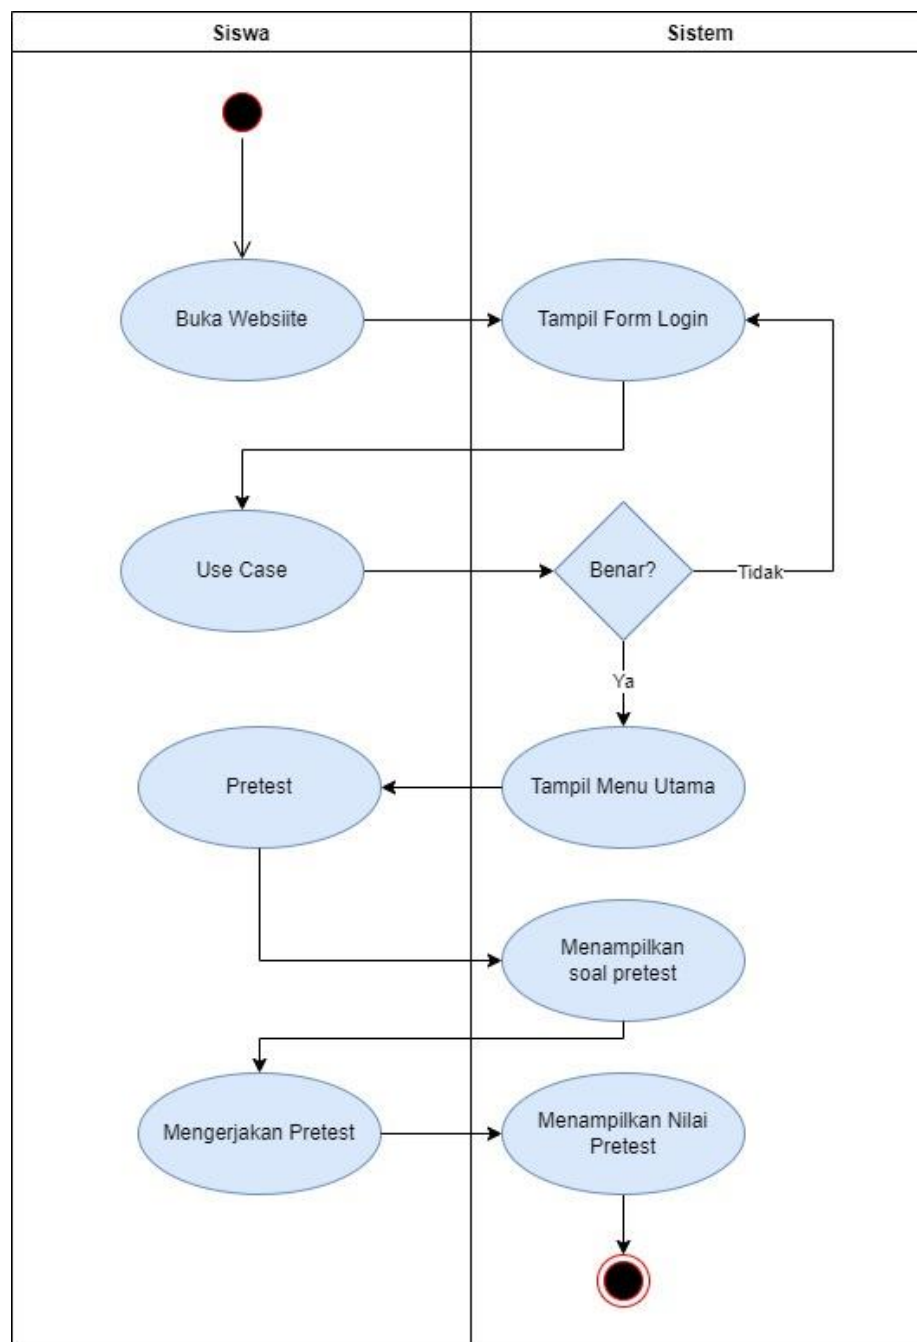 Siswa
Sistem
Buka Websiite
Tampil Form Login
Use Case
Benar?
Tidak
Ya
Pretest
Tampil Menu Utama
Menampilkan
soal pretest
Mengerjakan Pretest
Menampilkan Nilai
Pretest